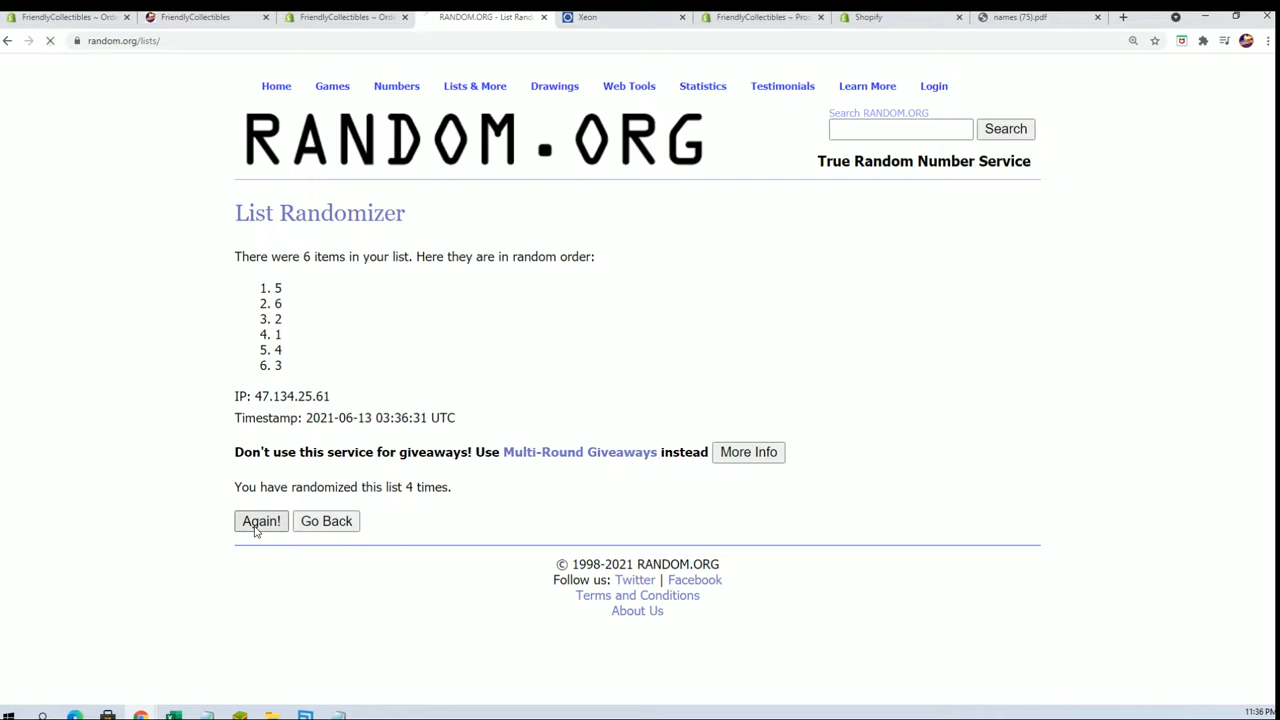 FriendlyCollectibles ~ Orde
FriendlyCollectibles
FriendlyCollectibles ~ Orde
RANDOM.ORG - List Rand
Xeon
FriendlyCollectibles ~ Pro
Shopify
names (75).pdf
random.org/lists/
Home Games Numbers Lists & More Drawings Web Tools Statistics Testimonials Learn More Login
Search RANDOM.ORG
RANDOM.ORG
Search
True Random Number Service
List Randomizer
There were 6 items in your list. Here they are in random order:
1. 5
2. 6
3. 2
4. 1
5. 4
6. 3
IP: 47.134.25.61
Timestamp: 2021-06-13 03:36:31 UTC
Don't use this service for giveaways! Use Multi-Round Giveaways instead More Info
You have randomized this list 4 times.
Again! Go Back
© 1998-2021 RANDOM.ORG
Follow us: Twitter | Facebook
Terms and Conditions
About Us
11:36 PM